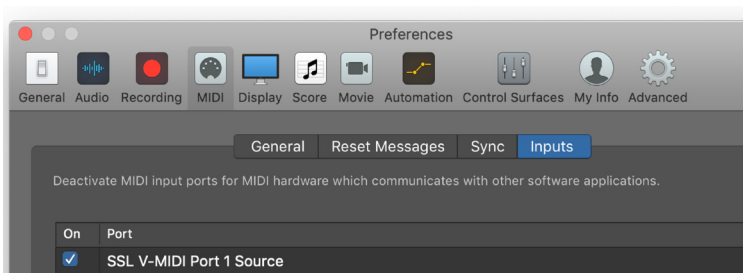 Preferences
General Audio Recording MIDI Display Score Movie Automation Control Surfaces My Info Advanced
General Reset Messages Sync Inputs
Deactivate MIDI input ports for MIDI hardware which communicates with other software applications.
On Port
SSL V-MIDI Port 1 Source